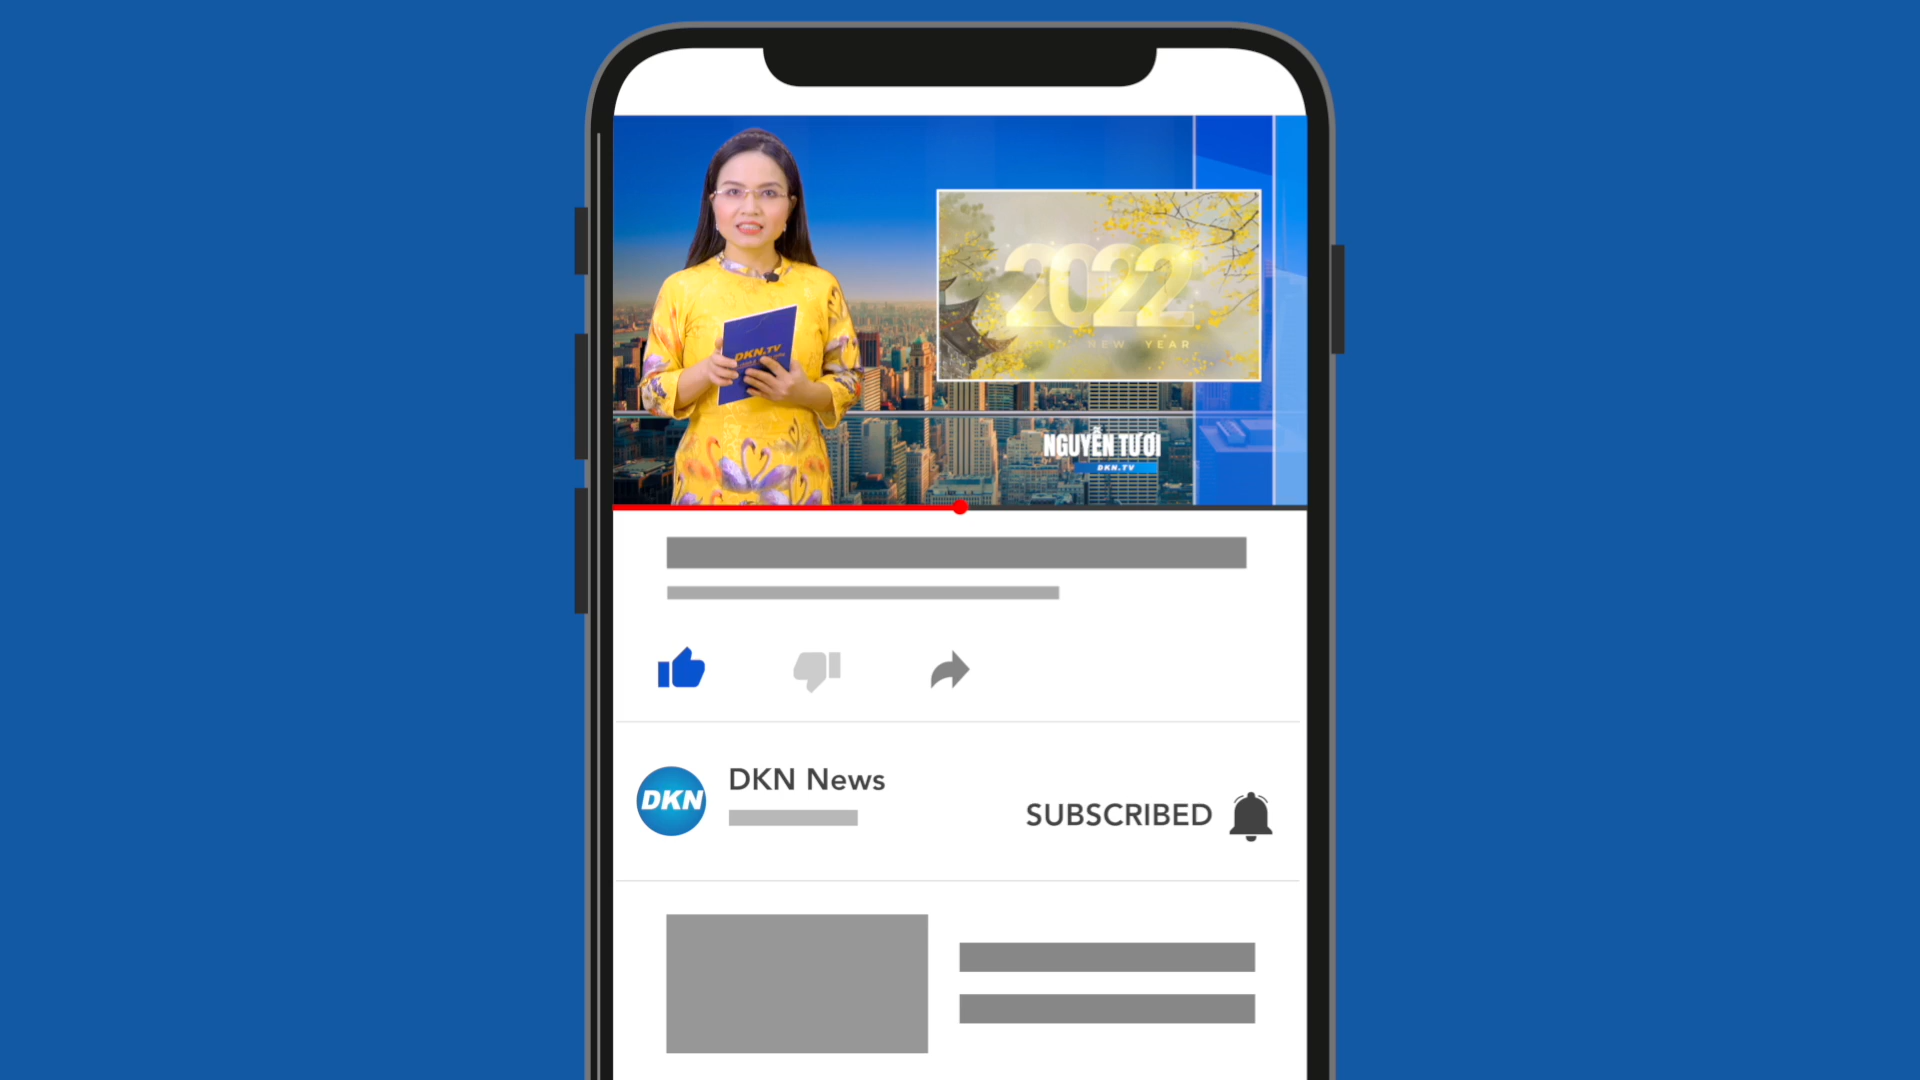 2022
NEW YEAR
DKN.TV
NGUYỄN TƯƠI
DKN.TV
DKN
DKN News
SUBSCRIBED